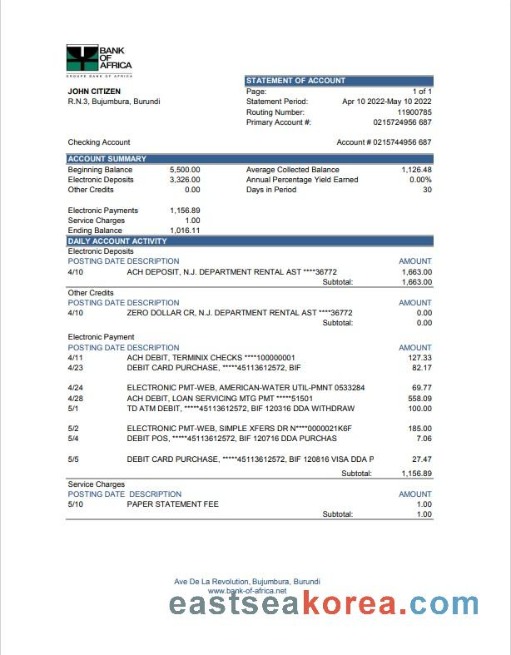 BANK
OF
AFRICA
STATEMENT OF ACCOUNT
JOHN CITIZEN
R.N.3, Bujumbura, Burundi
Page: 1 of 1
Statement Period: Apr 10 2022-May 10 2022
Routing Number: 11900785
Primary Account #: 0215724956 687
Checking Account Account # 0215744956 687
ACCOUNT SUMMARY
Beginning Balance 5,500.00 Average Collected Balance 1,126.48
Electronic Deposits 3,326.00 Annual Percentage Yield Earned 0.00%
Other Credits 0.00 Days in Period 30
Electronic Payments 1,156.89
Service Charges 1.00
Ending Balance 1,016.11
DAILY ACCOUNT ACTIVITY
Electronic Deposits
POSTING DATE DESCRIPTION AMOUNT
4/10 ACH DEPOSIT, N.J. DEPARTMENT RENTAL AST ****36772 1,663.00
Subtotal: 1,663.00
Other Credits
POSTING DATE DESCRIPTION AMOUNT
4/10 ZERO DOLLAR CR, N.J. DEPARTMENT RENTAL AST ****36772 0.00
Subtotal: 0.00
Electronic Payment
POSTING DATE DESCRIPTION AMOUNT
4/11 ACH DEBIT, TERMINIX CHECKS ****100000001 127.33
4/23 DEBIT CARD PURCHASE, *****45113612572, BIF 82.17
4/24 ELECTRONIC PMT-WEB, AMERICAN-WATER UTIL-PMNT 0533284 69.77
4/28 ACH DEBIT, LOAN SERVICING MTG PMT *****51501 558.09
5/1 TD ATM DEBIT, *****45113612572, BIF 120316 DDA WITHDRAW 100.00
5/2 ELECTRONIC PMT-WEB, SIMPLE XFERS DR N****0000021K6F 185.00
5/4 DEBIT POS, *****45113612572, BIF 120716 DDA PURCHAS 7.06
5/5 DEBIT CARD PURCHASE, *****45113612572, BIF 120816 VISA DDA P 27.47
Subtotal: 1,156.89
Service Charges
POSTING DATE DESCRIPTION AMOUNT
5/10 PAPER STATEMENT FEE 1.00
Subtotal: 1.00
Ave De La Revolution, Bujumbura, Burundi
www.bank-of-africa.net
eastseakorea.com